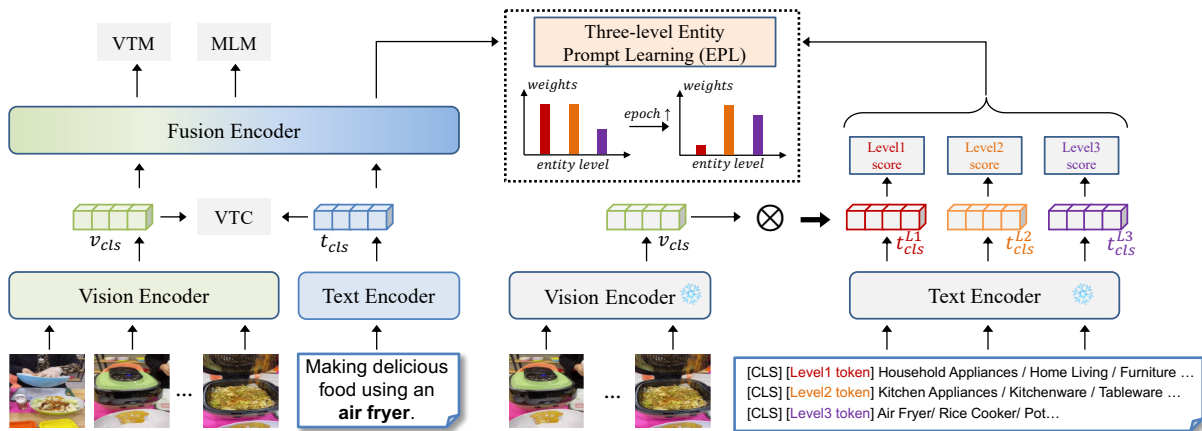 VTM
MLM
Fusion Encoder
VTC
v_cls
t_cls
Vision Encoder
Text Encoder
Making delicious
food using an
air fryer.
...
Three-level Entity
Prompt Learning (EPL)
weights
epoch ↑
weights
entity level
entity level
Level1
score
Level2
score
Level3
score
v_cls
t_cls^L1
t_cls^L2
t_cls^L3
Vision Encoder
Text Encoder
...
[CLS] [Level1 token] Household Appliances / Home Living / Furniture ...
[CLS] [Level2 token] Kitchen Appliances / Kitchenware / Tableware ...
[CLS] [Level3 token] Air Fryer/ Rice Cooker/ Pot...